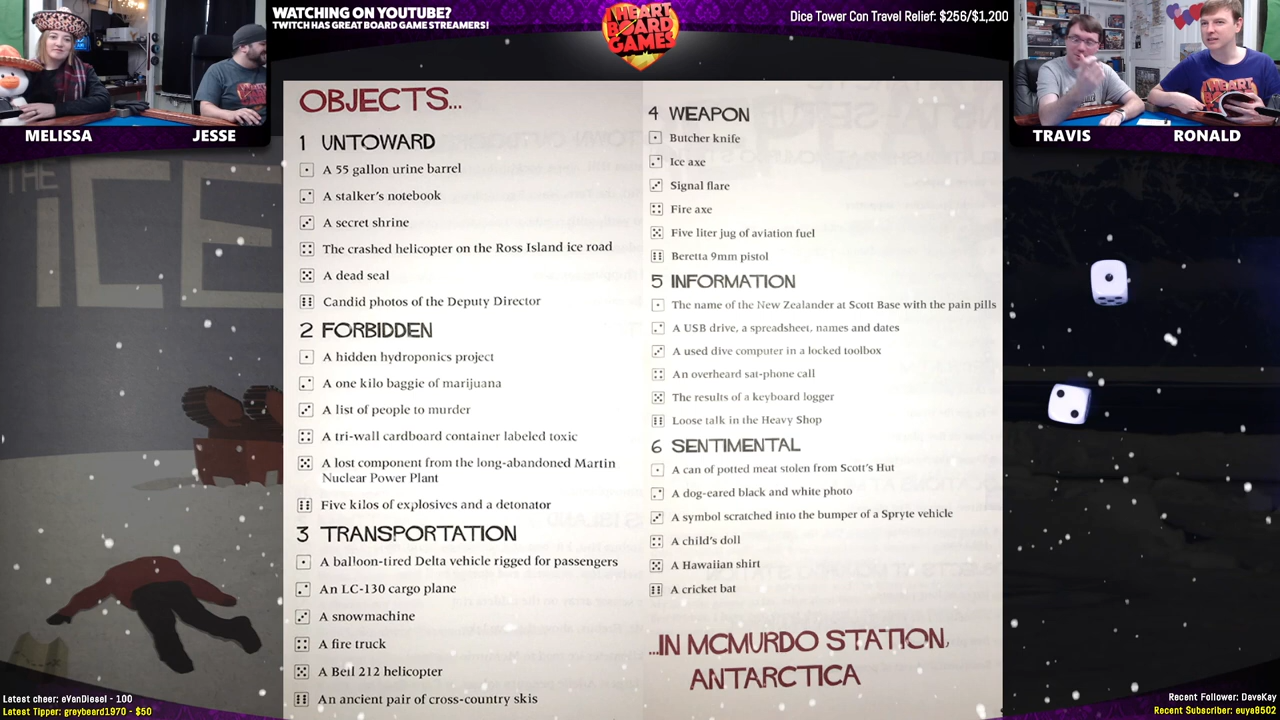 WATCHING ON YOUTUBE?
TWITCH HAS GREAT BOARD GAME STREAMERS!
I HEART
BOARD
GAMES
Dice Tower Con Travel Relief: $256/$1,200
MELISSA
JESSE
TRAVIS
RONALD
THE
ICE
OBJECTS...
1 UNTOWARD
A 55 gallon urine barrel
A stalker's notebook
A secret shrine
The crashed helicopter on the Ross Island ice road
A dead seal
Candid photos of the Deputy Director
2 FORBIDDEN
A hidden hydroponics project
A one kilo baggie of marijuana
A list of people to murder
A tri-wall cardboard container labeled toxic
A lost component from the long-abandoned Martin
Nuclear Power Plant
Five kilos of explosives and a detonator
3 TRANSPORTATION
A balloon-tired Delta vehicle rigged for passengers
An LC-130 cargo plane
A snowmachine
A fire truck
A Bell 212 helicopter
An ancient pair of cross-country skis
4 WEAPON
Butcher knife
Ice axe
Signal flare
Fire axe
Five liter jug of aviation fuel
Beretta 9mm pistol
5 INFORMATION
The name of the New Zealander at Scott Base with the pain pills
A USB drive, a spreadsheet, names and dates
A used dive computer in a locked toolbox
An overheard sat-phone call
The results of a keyboard logger
Loose talk in the Heavy Shop
6 SENTIMENTAL
A can of potted meat stolen from Scott's Hut
A dog-eared black and white photo
A symbol scratched into the bumper of a Spryte vehicle
A child's doll
A Hawaiian shirt
A cricket bat
...IN MCMURDO STATION,
ANTARCTICA
Latest cheer: eVanDiesel - 100
Latest Tipper: greybeard1970 - $50
Recent Follower: DaveKay
Recent Subscriber: euye8502